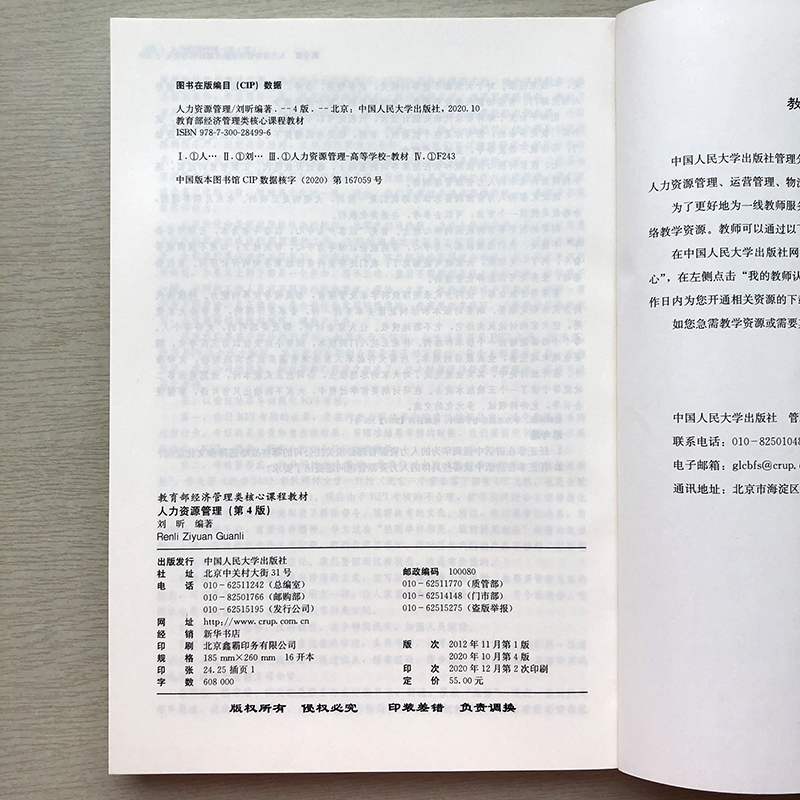 图书在版编目（CIP）数据
人力资源管理/刘昕编著．--4版．--北京：中国人民大学出版社，2020.10
教育部经济管理类核心课程教材
ISBN 978-7-300-28499-6
Ⅰ.①人… Ⅱ.①刘… Ⅲ.①人力资源管理-高等学校-教材 Ⅳ.①F243
中国版本图书馆CIP数据核字（2020）第167059号
教育部经济管理类核心课程教材
人力资源管理（第4版）
刘 昕 编著
Renli Ziyuan Guanli
出版发行 中国人民大学出版社
社 址 北京中关村大街31号 邮政编码 100080
电 话 010-62511242（总编室） 010-62511770（质管部）
010-82501766（邮购部） 010-62514148（门市部）
010-62515195（发行公司） 010-62515275（盗版举报）
网 址 http://www.crup.com.cn
经 销 新华书店
印 刷 北京鑫霸印务有限公司 版 次 2012年11月第1版
规 格 185 mm×260 mm 16开本 2020年10月第4版
印 张 24.25 插页1 印 次 2020年12月第2次印刷
字 数 608 000 定 价 55.00元
版权所有 侵权必究 印装差错 负责调换
教
中国人民大学出版社管理
人力资源管理、运营管理、物流
为了更好地为一线教师服务
络教学资源。教师可以通过以下
在中国人民大学出版社网
心”，在左侧点击“我的教师认
作日内为您开通相关资源的下载
如您急需教学资源或需要其
中国人民大学出版社 管
联系电话：010-82501048
电子邮箱：glcbfs@crup.
通讯地址：北京市海淀区